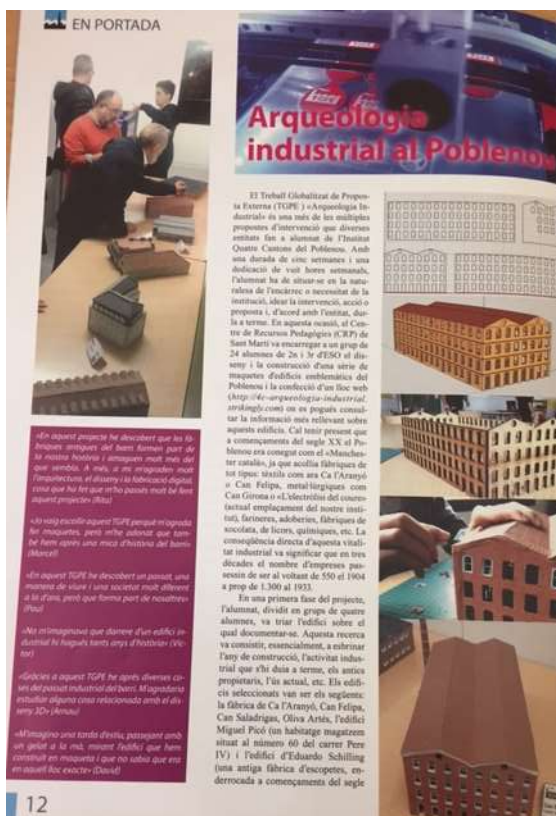 EN PORTADA
Arqueologia
industrial al Poblenou
El Treball Globalitzat de Propos-
ta Externa (TGPE ) «Arqueologia In-
dustrial» és una més de les múltiples
propostes d'intervenció que diverses
entitats fan a alumnat de l'Institut
Quatre Cantons del Poblenou. Amb
una durada de cinc setmanes i una
dedicació de vuit hores setmanals,
l'alumnat ha de situar-se en la natu-
ralesa de l'encàrrec o necessitat de la
institució, idear la intervenció, acció o
proposta i, d'acord amb l'entitat, dur-
la a terme. En aquesta ocasió, el Cen-
tre de Recursos Pedagògics (CRP) de
Sant Martí va encarregar a un grup de
24 alumnes de 2n i 3r d'ESO el dis-
seny i la construcció d'una sèrie de
maquetes d'edificis emblemàtics del
Poblenou i la confecció d'un lloc web
(http://4c-arqueologia-industrial.
strikingly.com) on es pogués consul-
tar la informació més rellevant sobre
aquests edificis. Cal tenir present que
a començaments del segle XX el Po-
blenou era conegut com el «Manches-
ter català», ja que acollia fàbriques de
tot tipus: tèxtils com ara Ca l'Aranyó
o Can Felipa, metal·lúrgiques com
Can Girona o «L'electròlisi del coure»
(actual emplaçament del nostre insti-
tut), farineres, adoberies, fàbriques de
xocolata, de licors, químiques, etc. La
conseqüència directa d'aquesta vitali-
tat industrial va significar que en tres
dècades el nombre d'empreses pas-
sessin de ser al voltant de 550 el 1904
a prop de 1.300 al 1933.
En una primera fase del projecte,
l'alumnat, dividit en grups de quatre
alumnes, va triar l'edifici sobre el
qual documentar-se. Aquesta recerca
va consistir, essencialment, a esbrinar
l'any de construcció, l'activitat indus-
trial que s'hi duia a terme, els antics
propietaris, l'ús actual, etc. Els edifi-
cis seleccionats van ser els següents:
la fàbrica de Ca l'Aranyó, Can Felipa,
Can Saladrigas, Oliva Artés, l'edifici
Miguel Picó (un habitatge magatzem
situat al número 60 del carrer Pere
IV) i l'edifici d'Eduardo Schilling
(una antiga fàbrica d'escopetes, en-
derrocada a començaments del segle
«En aquest projecte he descobert que les fà-
briques antigues del barri formen part de
la nostra història i amaguen molt més del
que sembla. A més, a mi m'agraden molt
l'arquitectura, el disseny i la fabricació digital,
cosa que ha fet que m'ho passés molt bé fent
aquest projecte» (Rita)
«Jo vaig escollir aquest TGPE perquè m'agrada
fer maquetes, però m'he adonat que tam-
bé hem après una mica d'història del barri»
(Marcel)
«En aquest TGPE he descobert un passat, una
manera de viure i una societat molt diferent
a la d'ara, però que forma part de nosaltres»
(Pau)
«No m'imaginava que darrere d'un edifici in-
dustrial hi hagués tants anys d'història» (Víc-
tor)
«Gràcies a aquest TGPE he après diverses co-
ses del passat industrial del barri. M'agradaria
estudiar alguna cosa relacionada amb el dis-
seny 3D» (Arnau)
«M'imagino una tarda d'estiu, passejant amb
un gelat a la mà, mirant l'edifici que hem
construït en maqueta i que no sabia que era
en aquell lloc exacte» (David)
12